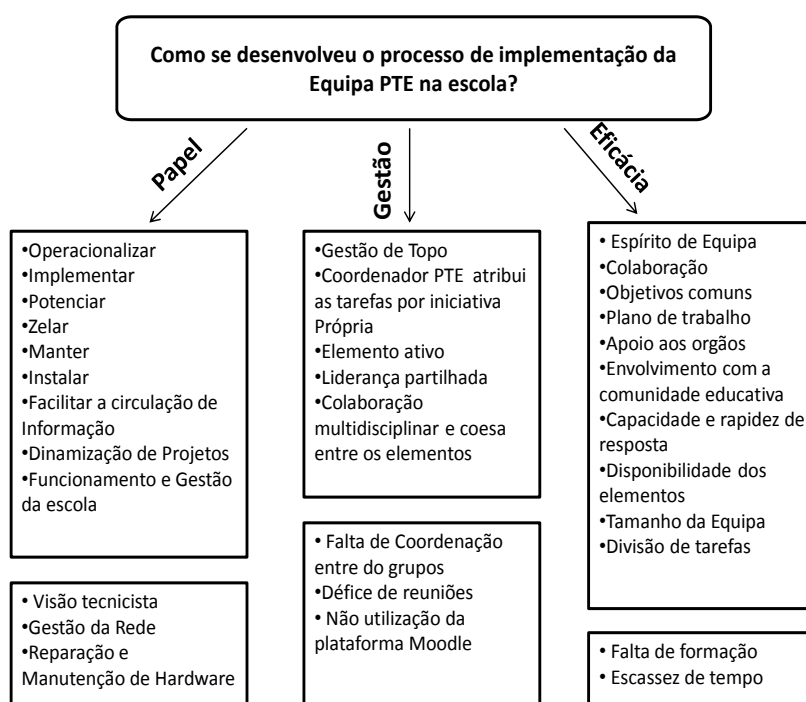 Como se desenvolveu o processo de implementação da
Equipa PTE na escola?
Papel
Gestão
Eficácia
•Operacionalizar
•Implementar
•Potenciar
•Zelar
•Manter
•Instalar
•Facilitar a circulação de
Informação
•Dinamização de Projetos
•Funcionamento e Gestão
da escola
• Visão tecnicista
•Gestão da Rede
•Reparação e
Manutenção de Hardware
•Gestão de Topo
•Coordenador PTE atribui
as tarefas por iniciativa
Própria
•Elemento ativo
•Liderança partilhada
•Colaboração
multidisciplinar e coesa
entre os elementos
• Falta de Coordenação
entre do grupos
•Défice de reuniões
• Não utilização da
plataforma Moodle
• Espírito de Equipa
•Colaboração
•Objetivos comuns
•Plano de trabalho
•Apoio aos orgãos
•Envolvimento com a
comunidade educativa
•Capacidade e rapidez de
resposta
•Disponibilidade dos
elementos
•Tamanho da Equipa
•Divisão de tarefas
• Falta de formação
• Escassez de tempo